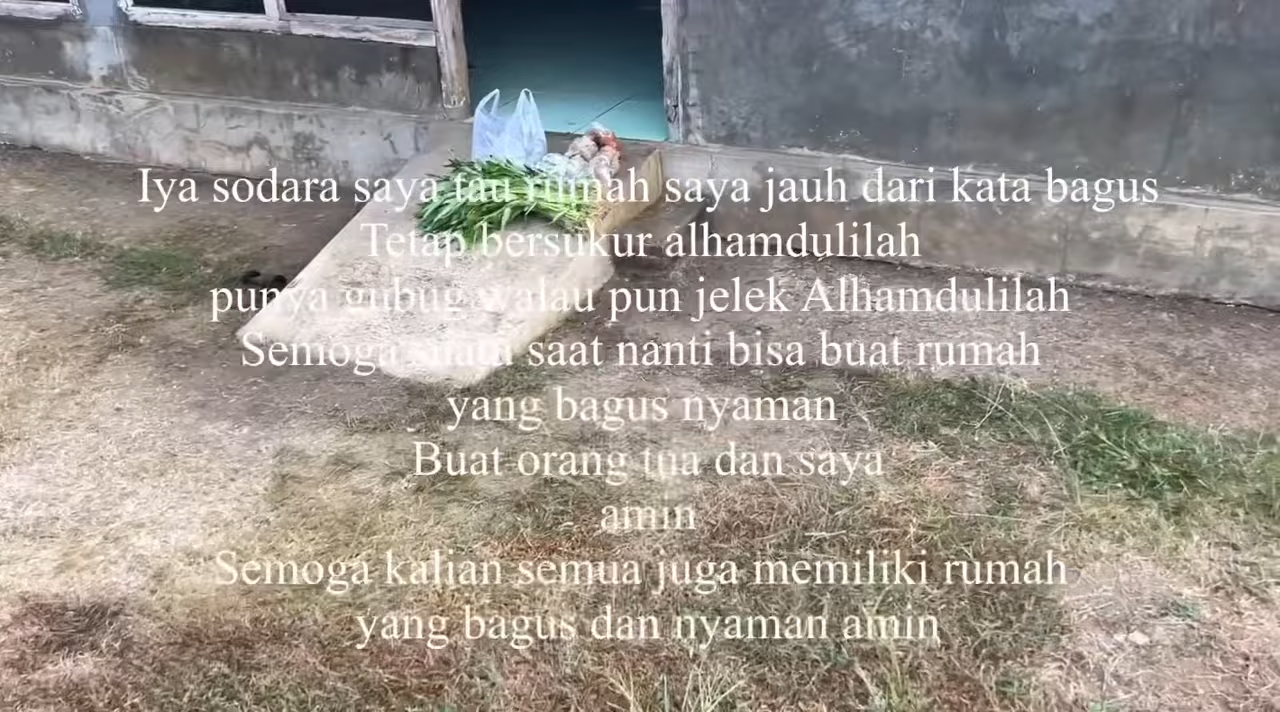 Iya sodara saya tau rumah saya jauh dari kata bagus
Tetap bersukur alhamdulilah
punya gubug walau pun jelek Alhamdulilah
Semoga suatu saat nanti bisa buat rumah
yang bagus nyaman
Buat orang tua dan saya
amin
Semoga kalian semua juga memiliki rumah
yang bagus dan nyaman amin